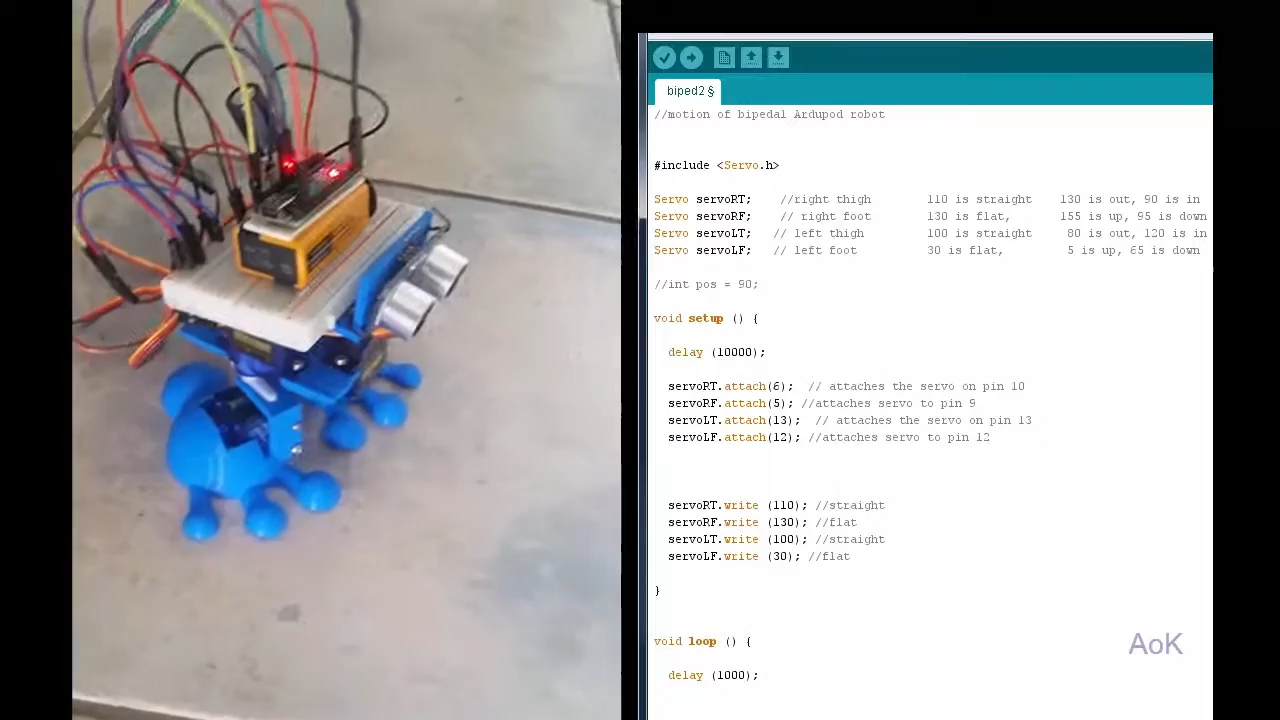 biped2 §
//motion of bipedal Ardupod robot
#include <Servo.h>
Servo servoRT; //right thigh 110 is straight 130 is out, 90 is in
Servo servoRF; // right foot 130 is flat, 155 is up, 95 is down
Servo servoLT; // left thigh 100 is straight 80 is out, 120 is in
Servo servoLF; // left foot 30 is flat, 5 is up, 65 is down
//int pos = 90;
void setup () {
delay (10000);
servoRT.attach(6); // attaches the servo on pin 10
servoRF.attach(5); //attaches servo to pin 9
servoLT.attach(13); // attaches the servo on pin 13
servoLF.attach(12); //attaches servo to pin 12
servoRT.write (110); //straight
servoRF.write (130); //flat
servoLT.write (100); //straight
servoLF.write (30); //flat
}
void loop () {
AoK
delay (1000);